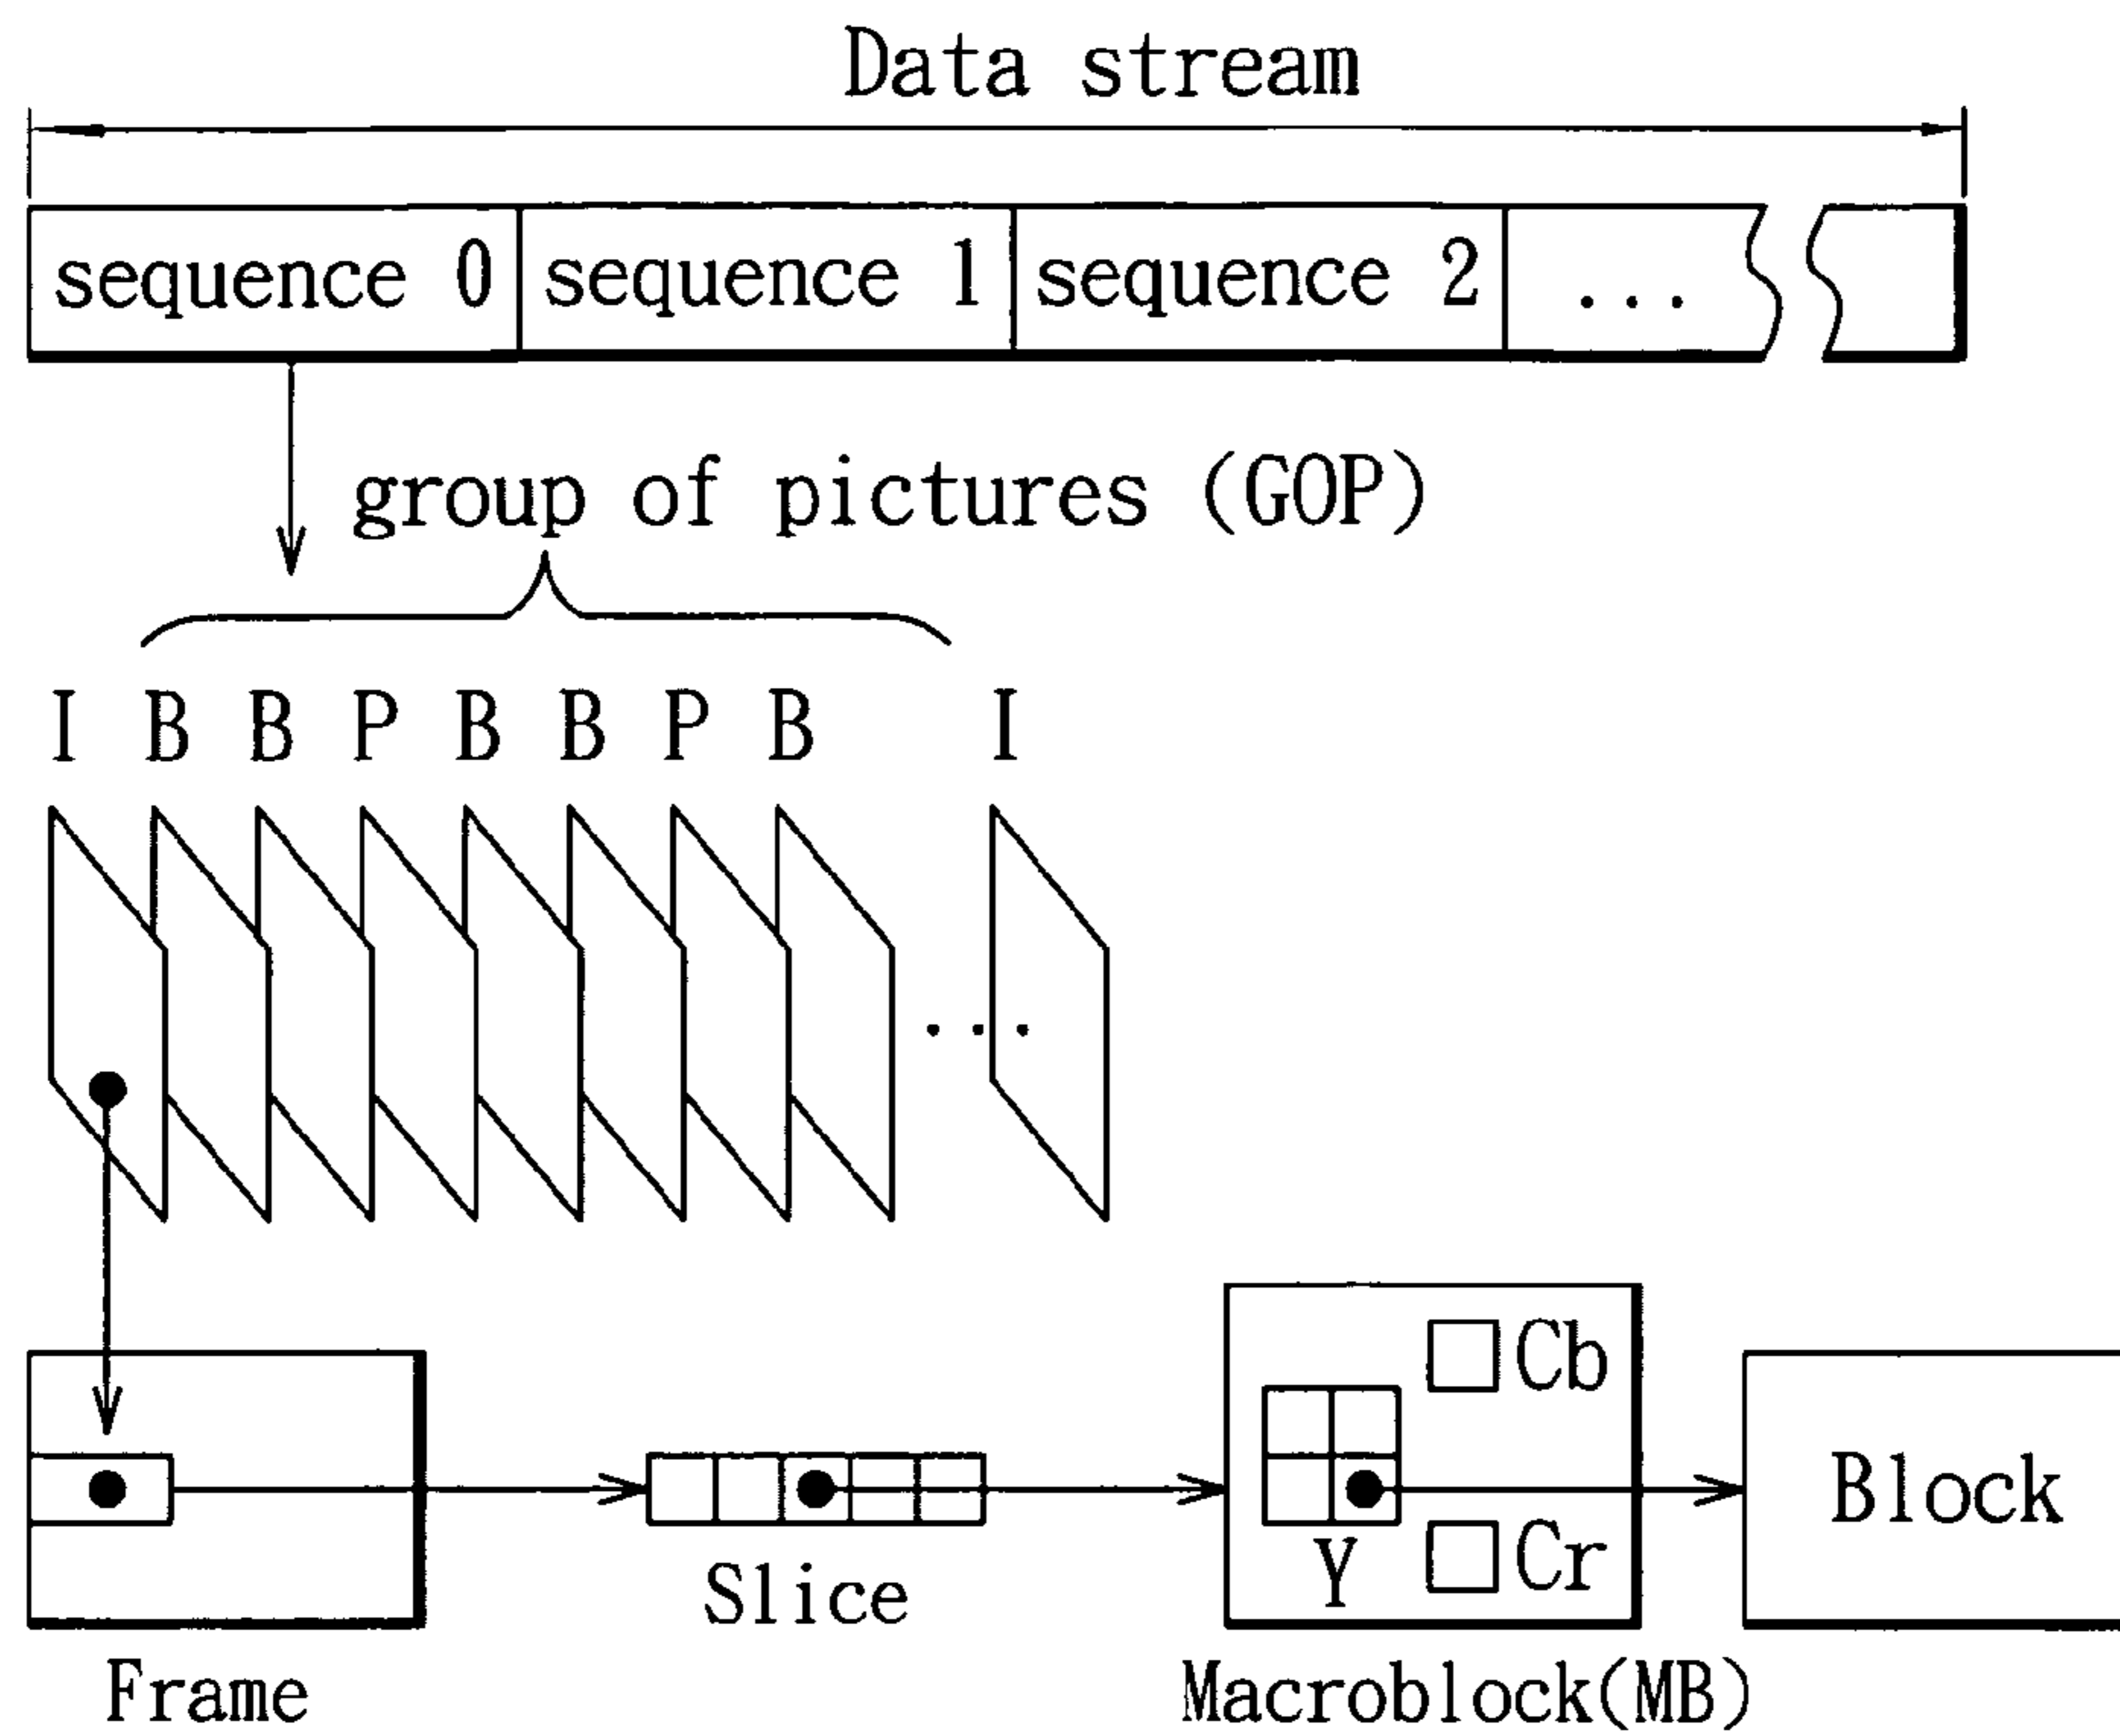 Data stream
sequence 0 sequence 1 sequence 2 ...
group of pictures (GOP)
I B B P B B P B I
...
Cb
Block
Y Cr
Slice
Frame Macroblock(MB)